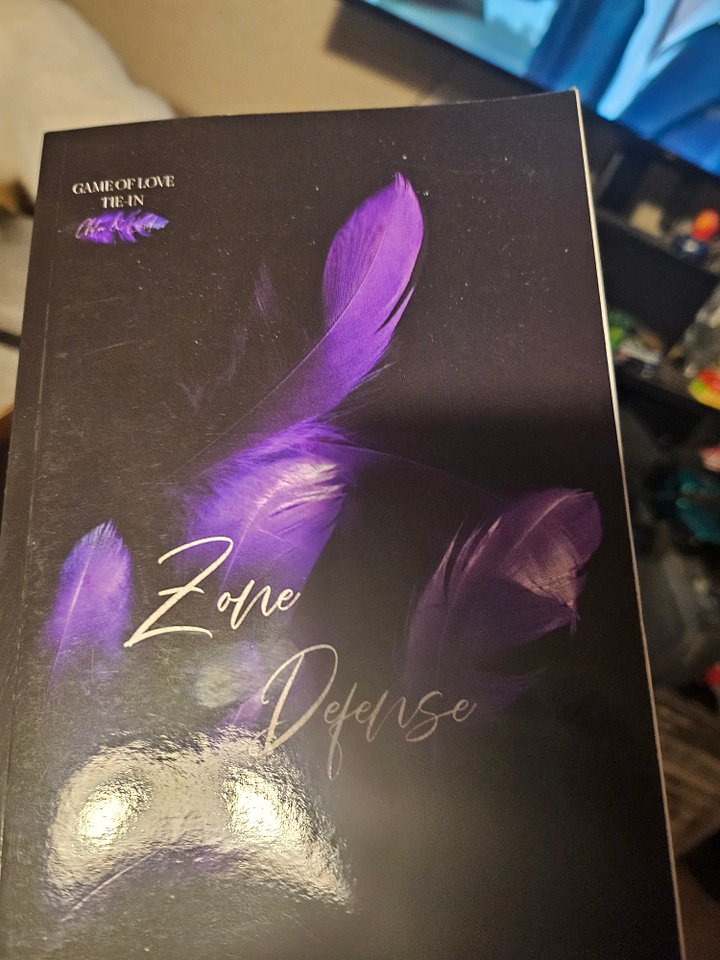 GAME OF LOVE
TIE-IN
Zone
Defense